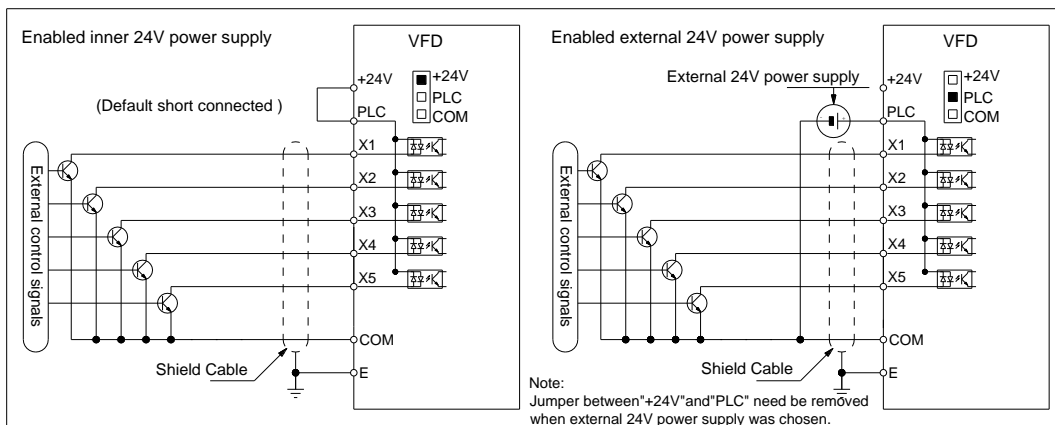 Enabled inner 24V power supply
VFD
+24V
PLC
COM
(Default short connected )
+24V
PLC
X1
X2
X3
X4
X5
COM
E
External control signals
Shield Cable
Enabled external 24V power supply
VFD
+24V
PLC
COM
External 24V power supply
+24V
PLC
- +
X1
X2
X3
X4
X5
COM
E
External control signals
Shield Cable
Note:
Jumper between"+24V"and"PLC" need be removed
when external 24V power supply was chosen.